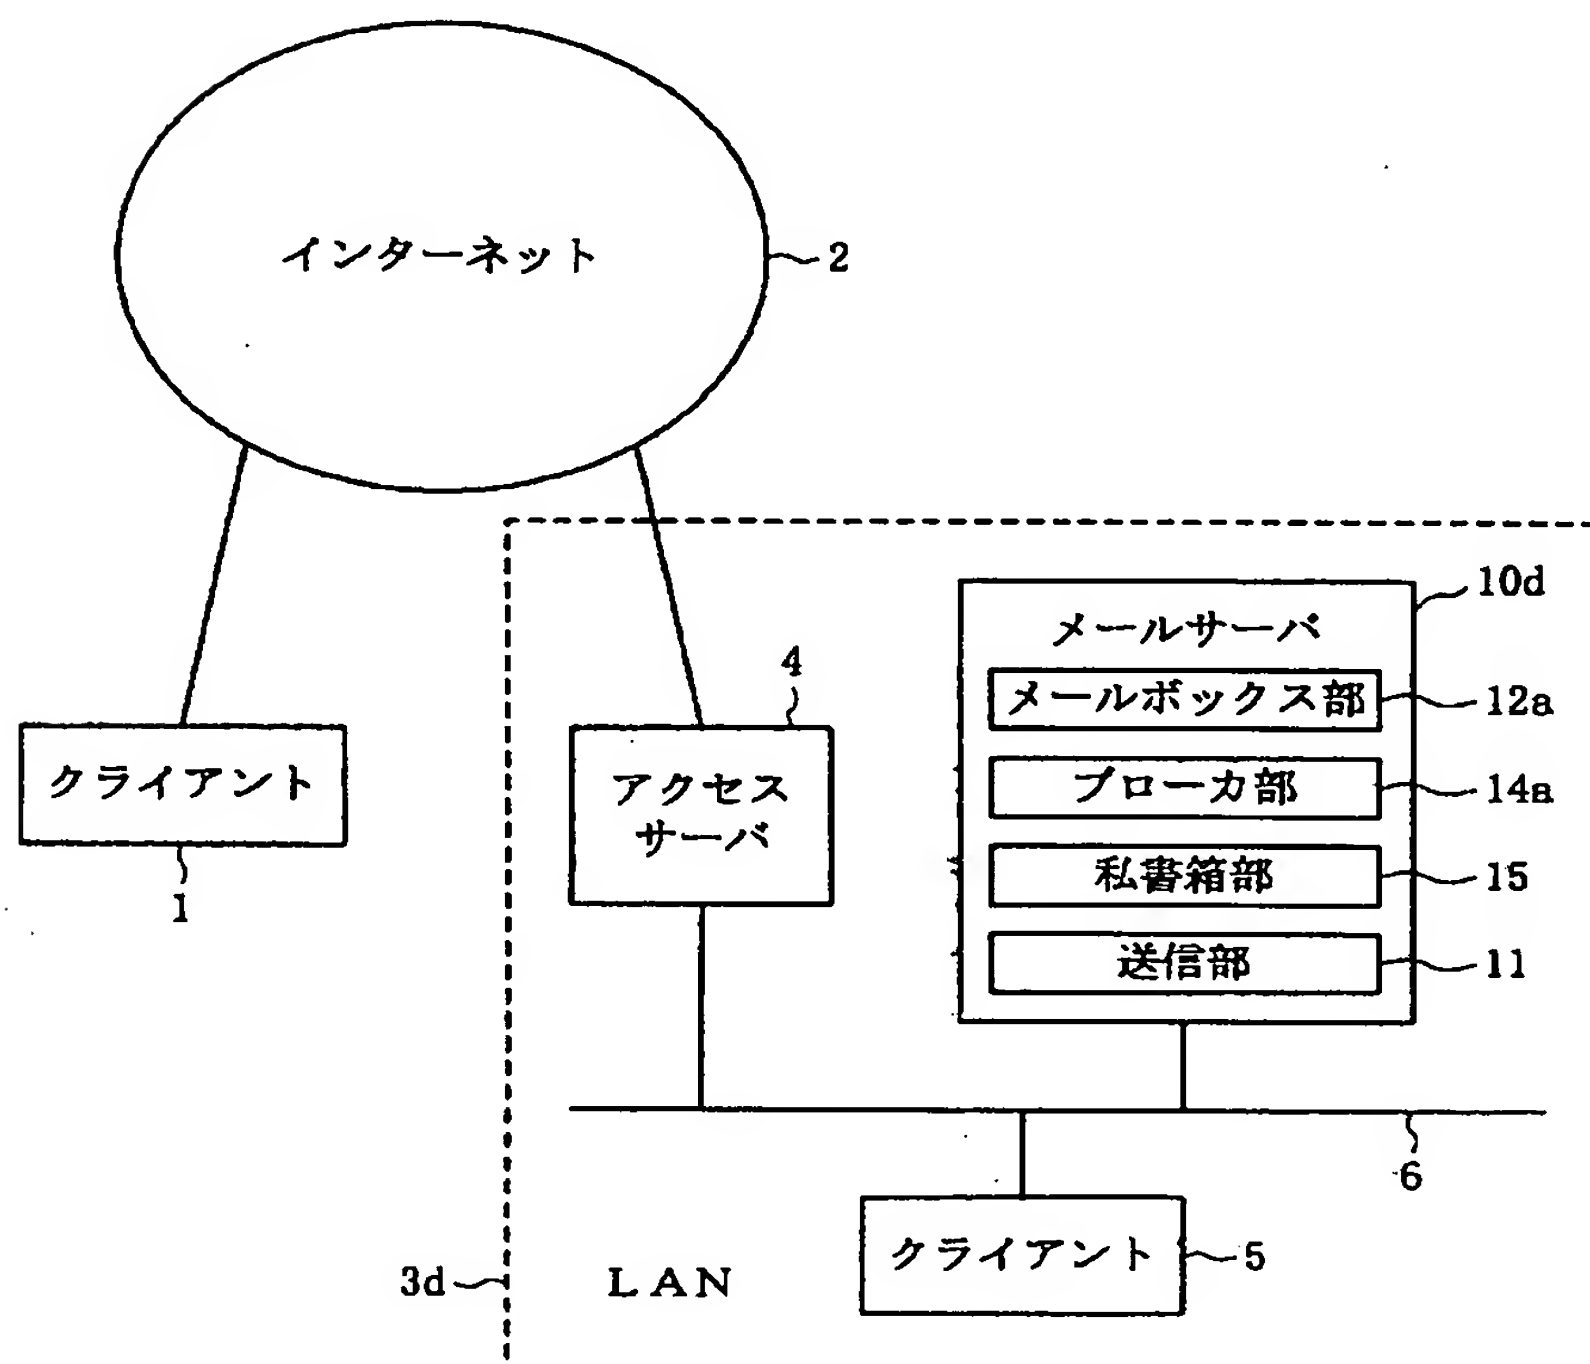 インターネット
2
10d
メールサーバ
4
メールボックス部
12a
クライアント
アクセス
サーバ
ブローカ部
14a
1
私書箱部
15
送信部
11
6
クライアント
5
3d
LAN